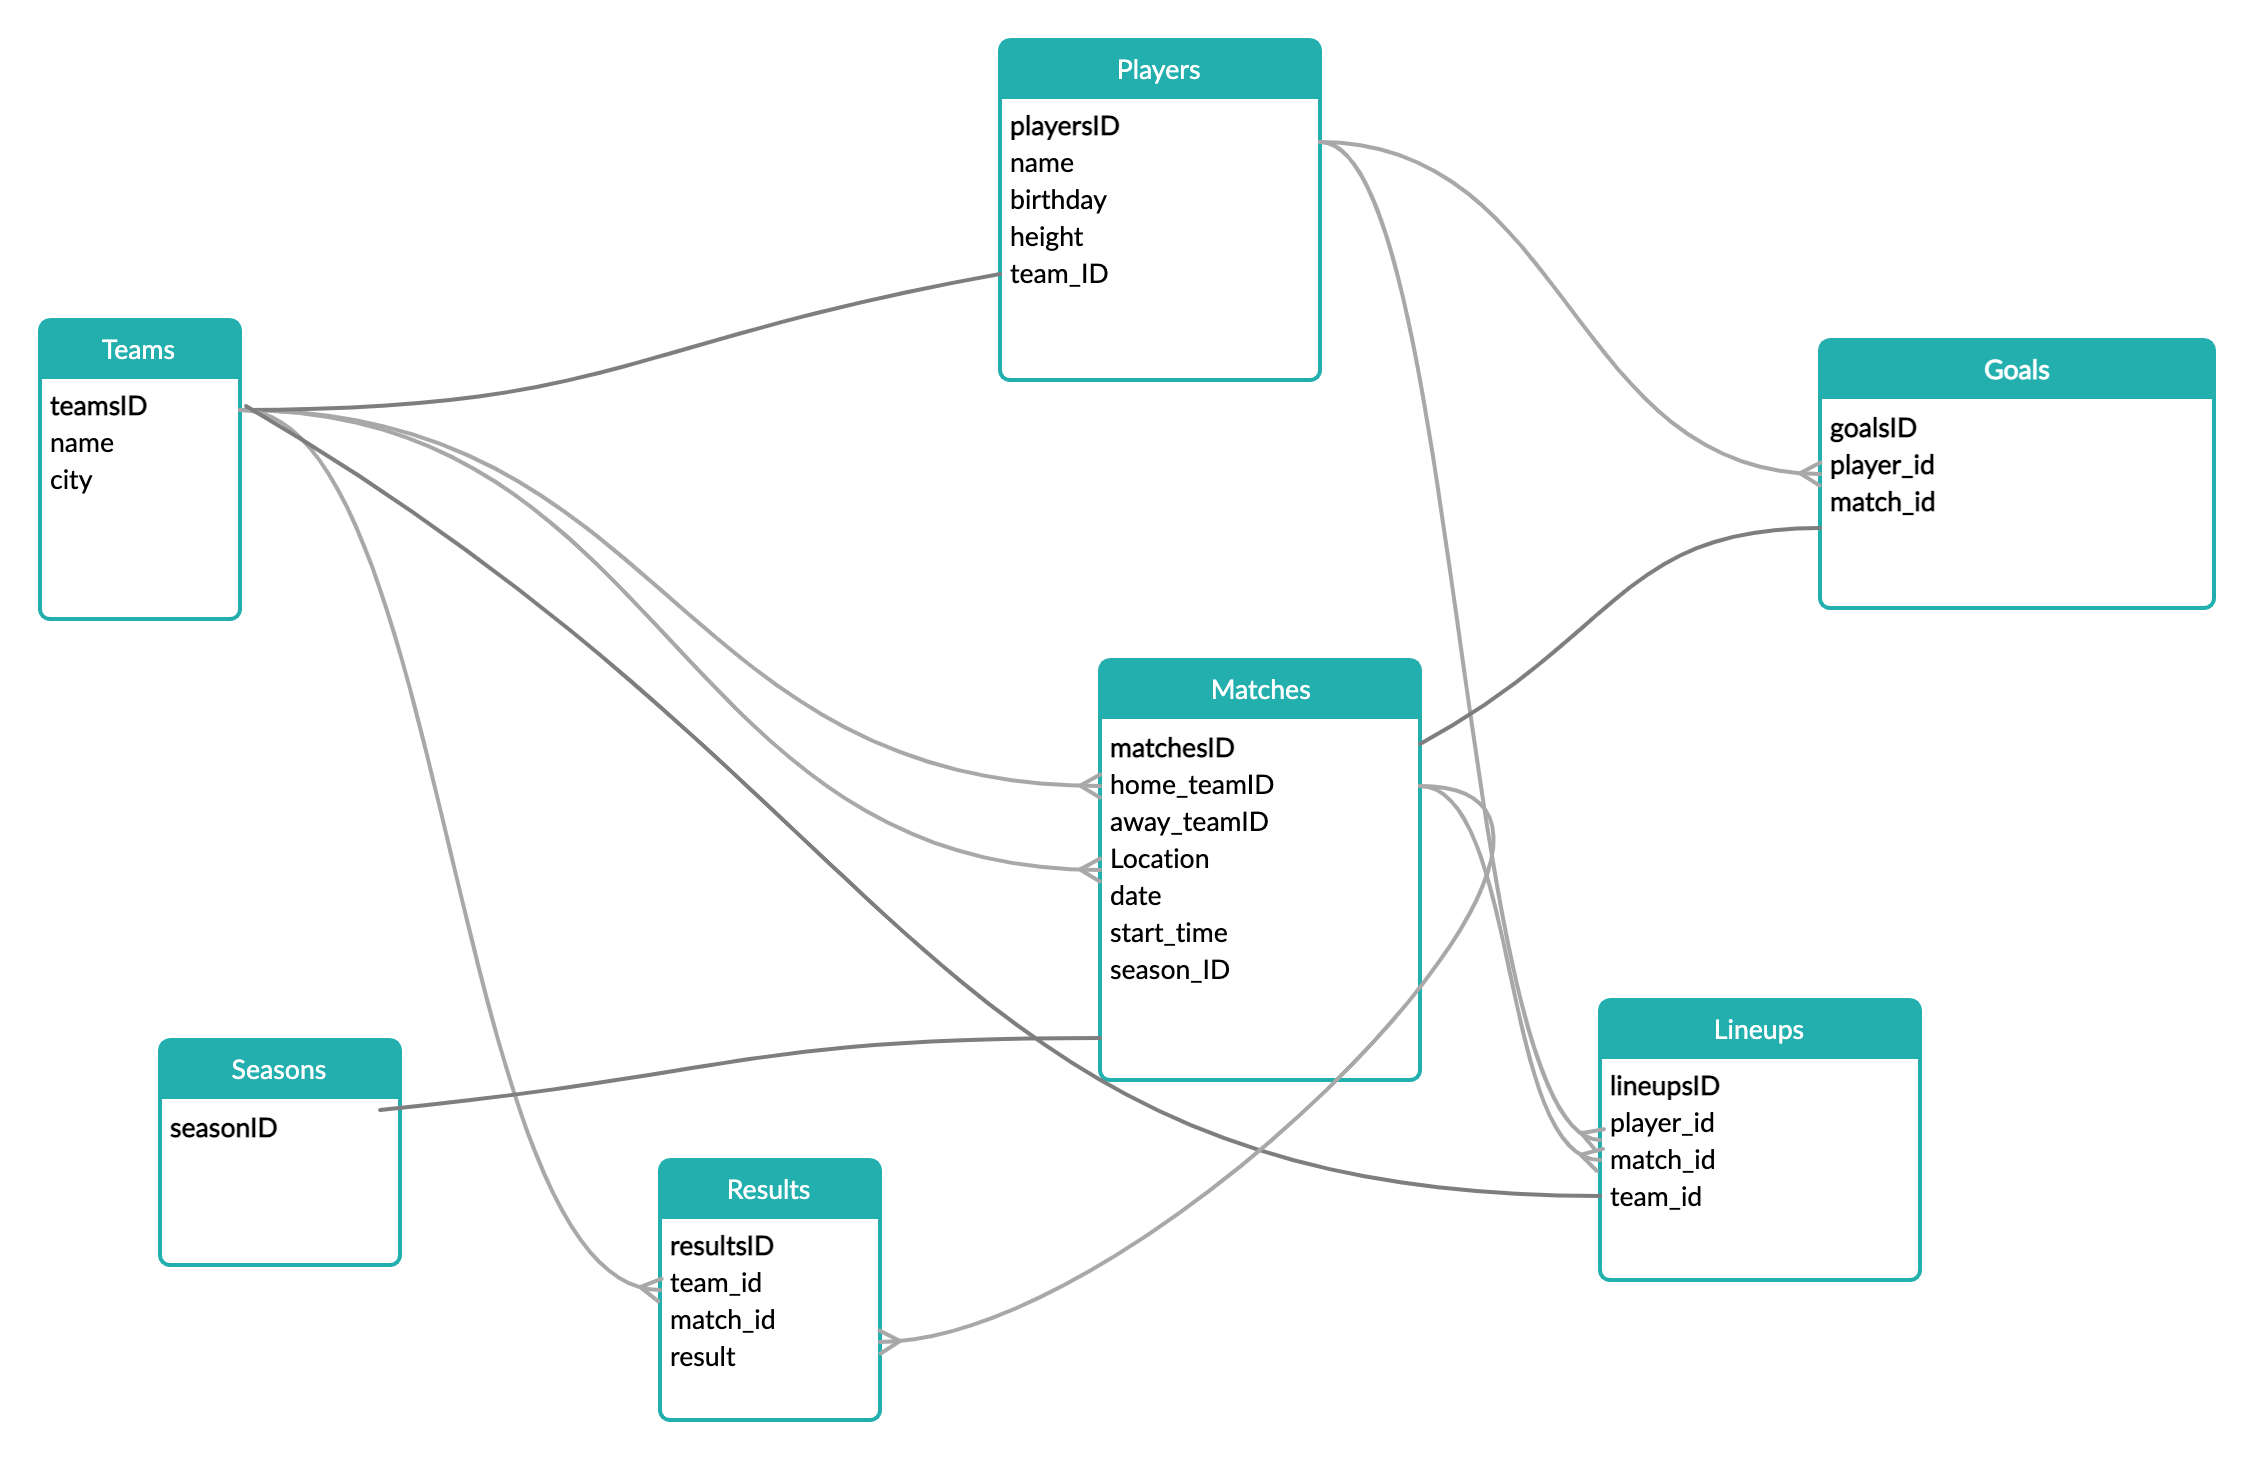 Players
playersID
name
birthday
height
team_ID
Teams
teamsID
name
city
Goals
goalsID
player_id
match_id
Matches
matchesID
home_teamID
away_teamID
Location
date
start_time
season_ID
Seasons
seasonID
Lineups
lineupsID
player_id
match_id
team_id
Results
resultsID
team_id
match_id
result